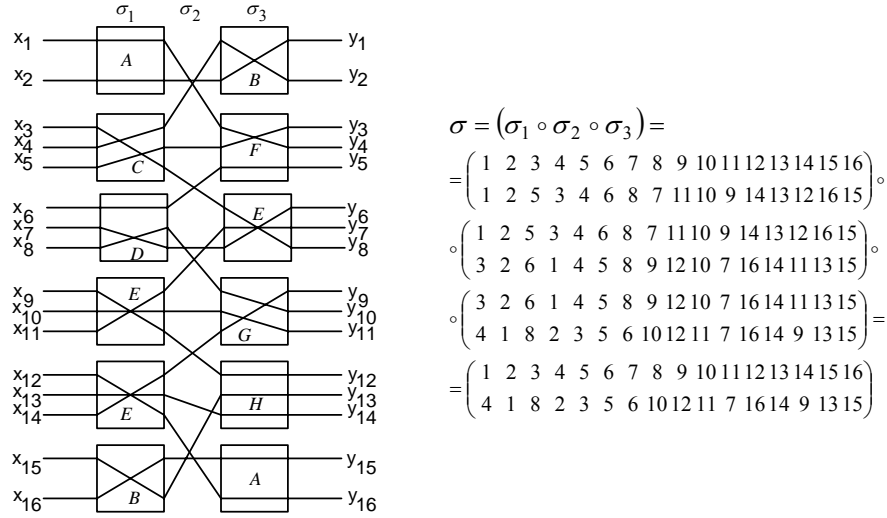 σ₁ σ₂ σ₃
x₁ A B y₁
x₂ y₂
x₃ C F y₃
x₄ y₄
x₅ y₅
x₆ D E y₆
x₇ y₇
x₈ y₈
x₉ E G y₉
x₁₀ y₁₀
x₁₁ y₁₁
x₁₂ E H y₁₂
x₁₃ y₁₃
x₁₄ y₁₄
x₁₅ B A y₁₅
x₁₆ y₁₆
σ = (σ₁ ∘ σ₂ ∘ σ₃) =
= ( 1 2 3 4 5 6 7 8 9 10 11 12 13 14 15 16
1 2 5 3 4 6 8 7 11 10 9 14 13 12 16 15 ) ∘
∘ ( 1 2 5 3 4 6 8 7 11 10 9 14 13 12 16 15
3 2 6 1 4 5 8 9 12 10 7 16 14 11 13 15 ) ∘
∘ ( 3 2 6 1 4 5 8 9 12 10 7 16 14 11 13 15
4 1 8 2 3 5 6 10 12 11 7 16 14 9 13 15 ) =
= ( 1 2 3 4 5 6 7 8 9 10 11 12 13 14 15 16
4 1 8 2 3 5 6 10 12 11 7 16 14 9 13 15 )